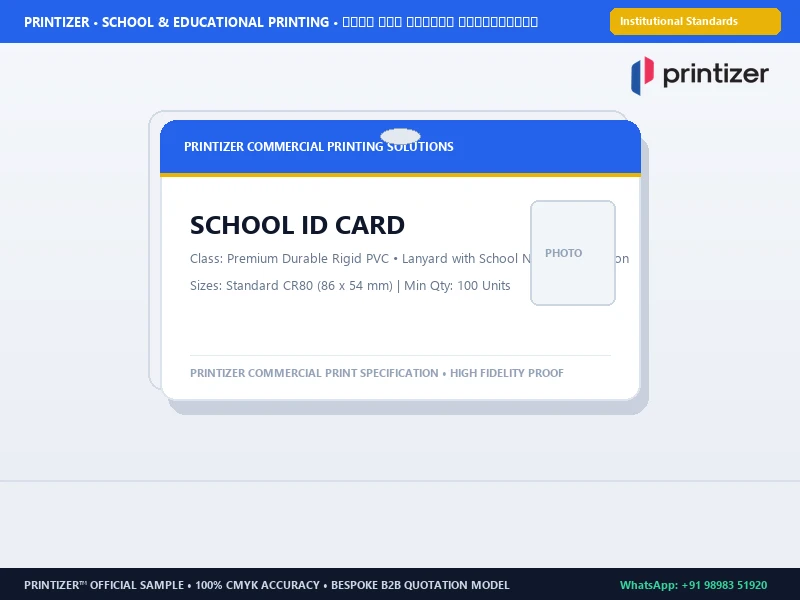 PRINTIZER • SCHOOL & EDUCATIONAL PRINTING •
Institutional Standards
printizer
PRINTIZER COMMERCIAL PRINTING SOLUTIONS
SCHOOL ID CARD
Class: Premium Durable Rigid PVC • Lanyard with School
PHOTO
Sizes: Standard CR80 (86 x 54 mm) | Min Qty: 100 Units
PRINTIZER COMMERCIAL PRINT SPECIFICATION • HIGH FIDELITY PROOF
PRINTIZER™ OFFICIAL SAMPLE • 100% CMYK ACCURACY • BESPOKE B2B QUOTATION MODEL
WhatsApp: +91 98983 51920